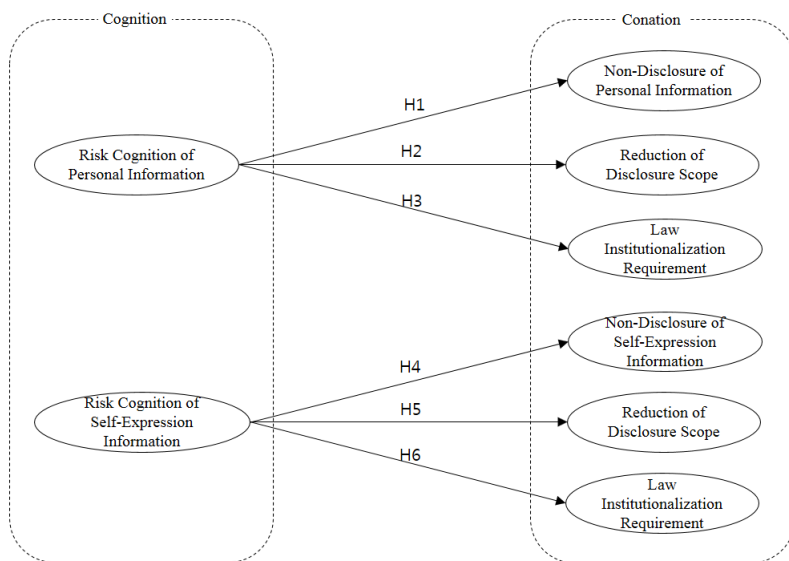 Cognition
Conation
Non-Disclosure of
Personal Information
H1
Risk Cognition of
Personal Information
H2
Reduction of
Disclosure Scope
H3
Law
Institutionalization
Requirement
Non-Disclosure of
Self-Expression
Information
H4
Risk Cognition of
Self-Expression
Information
H5
Reduction of
Disclosure Scope
H6
Law
Institutionalization
Requirement